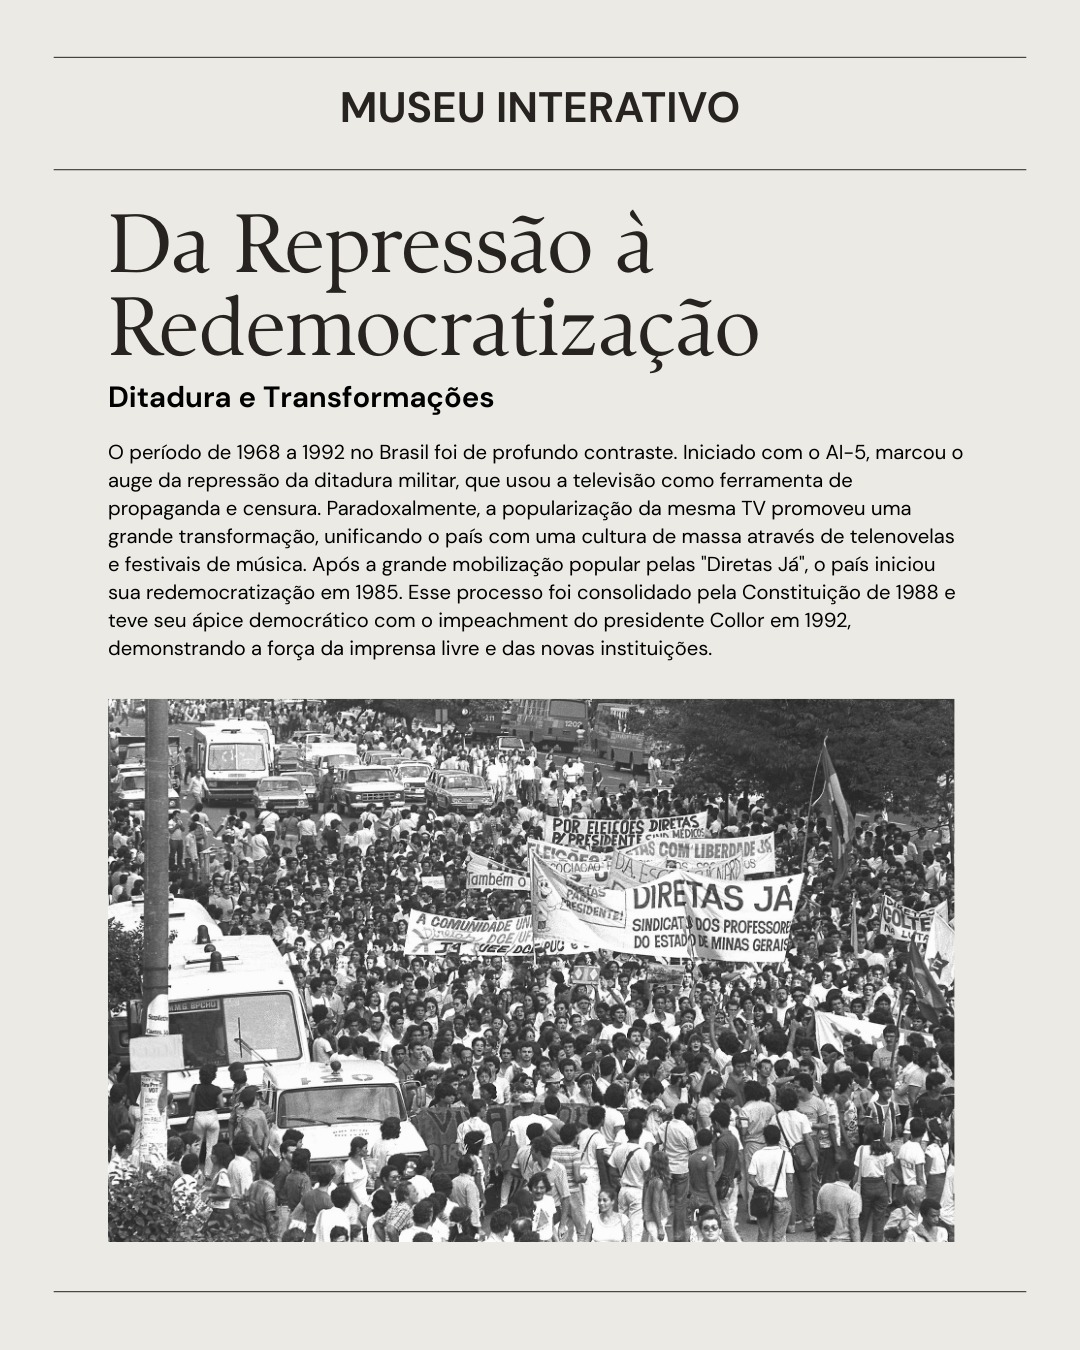 MUSEU INTERATIVO
Da Repressão à
Redemocratização
Ditadura e Transformações
O período de 1968 a 1992 no Brasil foi de profundo contraste. Iniciado com o AI-5, marcou o
auge da repressão da ditadura militar, que usou a televisão como ferramenta de
propaganda e censura. Paradoxalmente, a popularização da mesma TV promoveu uma
grande transformação, unificando o país com uma cultura de massa através de telenovelas
e festivais de música. Após a grande mobilização popular pelas "Diretas Já", o país iniciou
sua redemocratização em 1985. Esse processo foi consolidado pela Constituição de 1988 e
teve seu ápice democrático com o impeachment do presidente Collor em 1992,
demonstrando a força da imprensa livre e das novas instituições.
1202
POR ELEIÇÕES DIRETAS
P/ PRESIDENTE SIND MÉDICOS
COM LIBERDADE JÁ
Também o
DIRETAS
PARA
PRESIDENTE!
DIRETAS JÁ
SINDICATO DOS PROFESSORE
DO ESTADO DE MINAS GERAIS
A COMUNIDADE